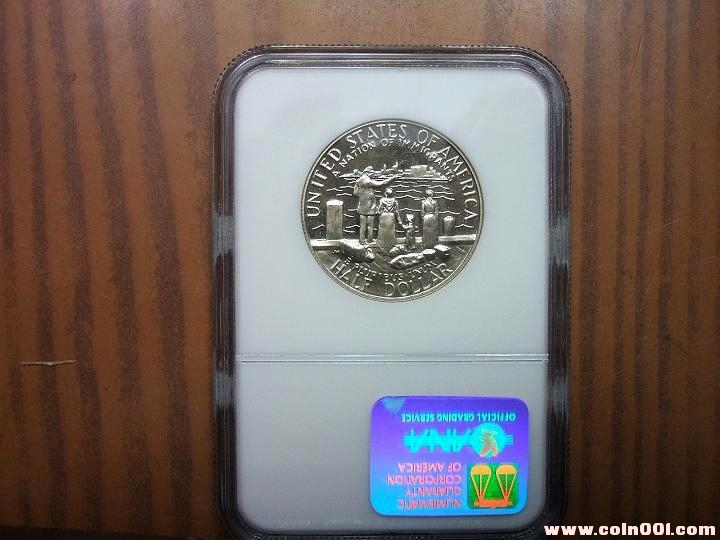 UNITED STATES OF AMERICA
A NATION OF IMMIGRANTS
E PLURIBUS UNUM
HALF DOLLAR
NUMISMATIC
GUARANTY
CORPORATION
OF AMERICA
ANA
OFFICIAL GRADING SERVICE
www.coin001.com